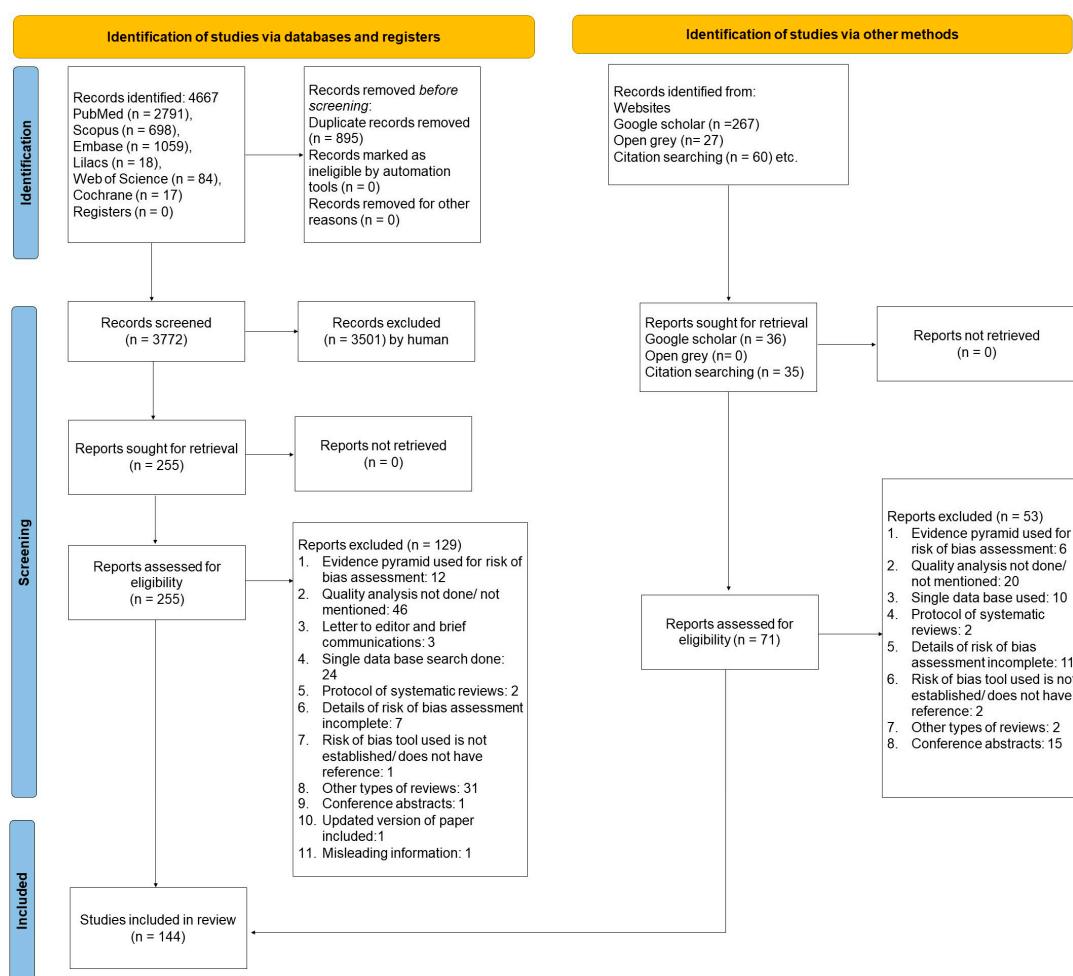 Identification of studies via databases and registers
Identification of studies via other methods
Identification
Records identified: 4667
PubMed (n = 2791),
Scopus (n = 698),
Embase (n = 1059),
Lilacs (n = 18),
Web of Science (n = 84),
Cochrane (n = 17)
Registers (n = 0)
Records removed before
screening:
Duplicate records removed
(n = 895)
Records marked as
ineligible by automation
tools (n = 0)
Records removed for other
reasons (n = 0)
Records identified from:
Websites
Google scholar (n =267)
Open grey (n= 27)
Citation searching (n = 60) etc.
Screening
Records screened
(n = 3772)
Records excluded
(n = 3501) by human
Reports sought for retrieval
Google scholar (n = 36)
Open grey (n= 0)
Citation searching (n = 35)
Reports not retrieved
(n = 0)
Reports sought for retrieval
(n = 255)
Reports not retrieved
(n = 0)
Reports assessed for
eligibility
(n = 255)
Reports excluded (n = 129)
1. Evidence pyramid used for risk of
bias assessment: 12
2. Quality analysis not done/ not
mentioned: 46
3. Letter to editor and brief
communications: 3
4. Single data base search done:
24
5. Protocol of systematic reviews: 2
6. Details of risk of bias assessment
incomplete: 7
7. Risk of bias tool used is not
established/ does not have
reference: 1
8. Other types of reviews: 31
9. Conference abstracts: 1
10. Updated version of paper
included:1
11. Misleading information: 1
Reports assessed for
eligibility (n = 71)
Reports excluded (n = 53)
1. Evidence pyramid used for
risk of bias assessment: 6
2. Quality analysis not done/
not mentioned: 20
3. Single data base used: 10
4. Protocol of systematic
reviews: 2
5. Details of risk of bias
assessment incomplete: 11
6. Risk of bias tool used is not
established/ does not have
reference: 2
7. Other types of reviews: 2
8. Conference abstracts: 15
Included
Studies included in review
(n = 144)